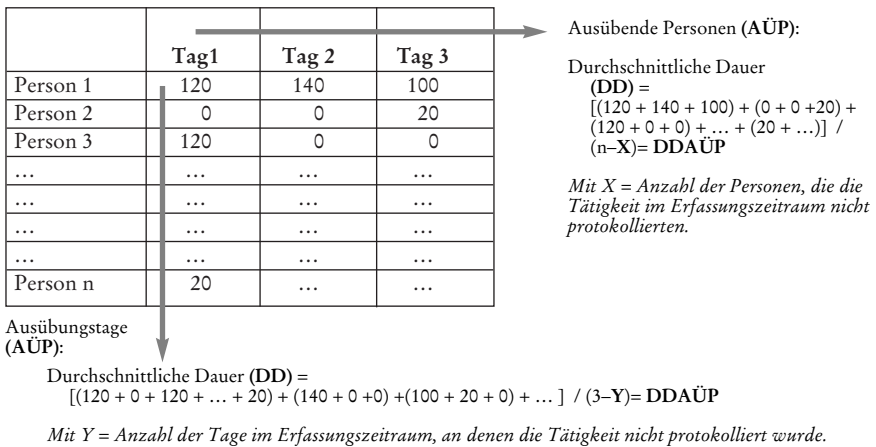 Tag1 Tag 2 Tag 3
Person 1 120 140 100
Person 2 0 0 20
Person 3 120 0 0
… … … …
… … … …
… … … …
… … … …
Person n 20 … …
Ausübende Personen (AÜP):
Durchschnittliche Dauer
(DD) =
[(120 + 140 + 100) + (0 + 0 +20) +
(120 + 0 + 0) + … + (20 + …)] /
(n–X)= DDAÜP
Mit X = Anzahl der Personen, die die
Tätigkeit im Erfassungszeitraum nicht
protokollierten.
Ausübungstage
(AÜP):
Durchschnittliche Dauer (DD) =
[(120 + 0 + 120 + … + 20) + (140 + 0 +0) +(100 + 20 + 0) + … ] / (3–Y)= DDAÜP
Mit Y = Anzahl der Tage im Erfassungszeitraum, an denen die Tätigkeit nicht protokolliert wurde.